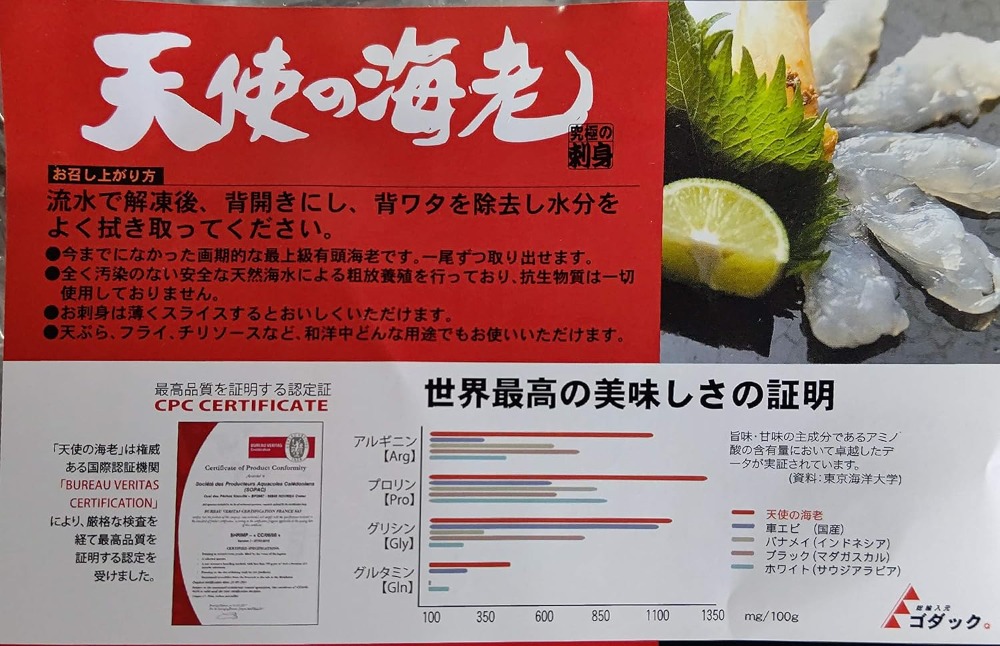 天使の海老
究極の
刺身
お召し上がり方
流水で解凍後、背開きにし、背ワタを除去し水分を
よく拭き取ってください。
●今までになかった画期的な最上級有頭海老です。一尾ずつ取り出せます。
●全く汚染のない安全な天然海水による粗放養殖を行っており、抗生物質は一切
使用しておりません。
●お刺身は薄くスライスするとおいしくいただけます。
●天ぷら、フライ、チリソースなど、和洋中どんな用途でもお使いいただけます。
最高品質を証明する認定証
CPC CERTIFICATE
「天使の海老」は権威
ある国際認証機関
「BUREAU VERITAS
CERTIFICATION」
により、厳格な検査を
経て最高品質を
証明する認定を
受けました。
BUREAU VERITAS
Certification
Certificate of Product Conformity
Société des Producteurs Aquacoles Calédoniens
(SOPAC)
BUREAU VERITAS CERTIFICATION FRANCE SAS
CERTIFIED SPECIFICATIONS
世界最高の美味しさの証明
アルギニン
【Arg】
プロリン
【Pro】
グリシン
【Gly】
グルタミン
【Gln】
100 350 600 850 1100 1350 mg/100g
旨味・甘味の主成分であるアミノ
酸の含有量において卓越したデ
ータが実証されています。
(資料：東京海洋大学)
天使の海老
車エビ (国産)
バナメイ(インドネシア)
ブラック(マダガスカル)
ホワイト(サウジアラビア)
総輸入元
ゴダック。